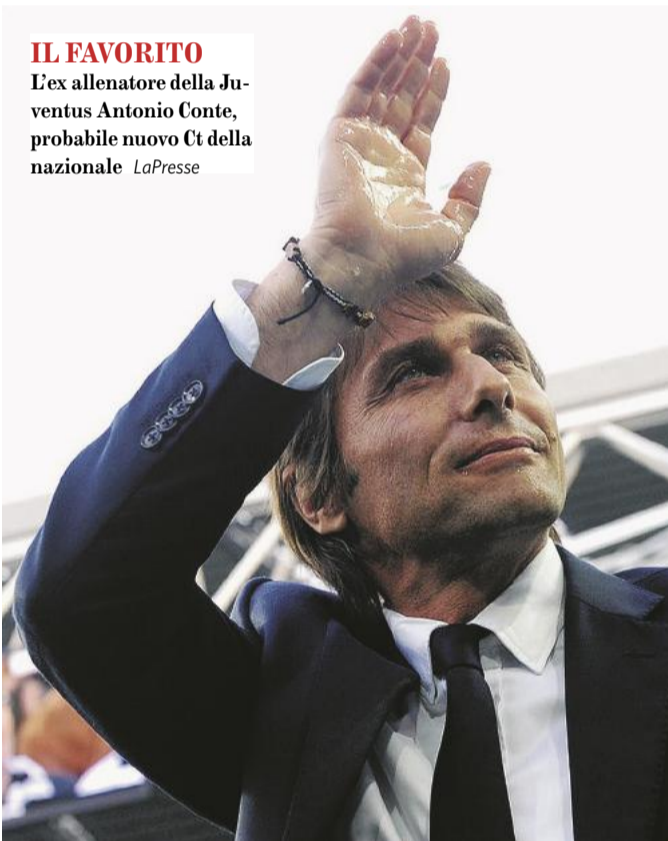 IL FAVORITO
L'ex allenatore della Ju-
ventus Antonio Conte,
probabile nuovo Ct della
nazionale LaPresse